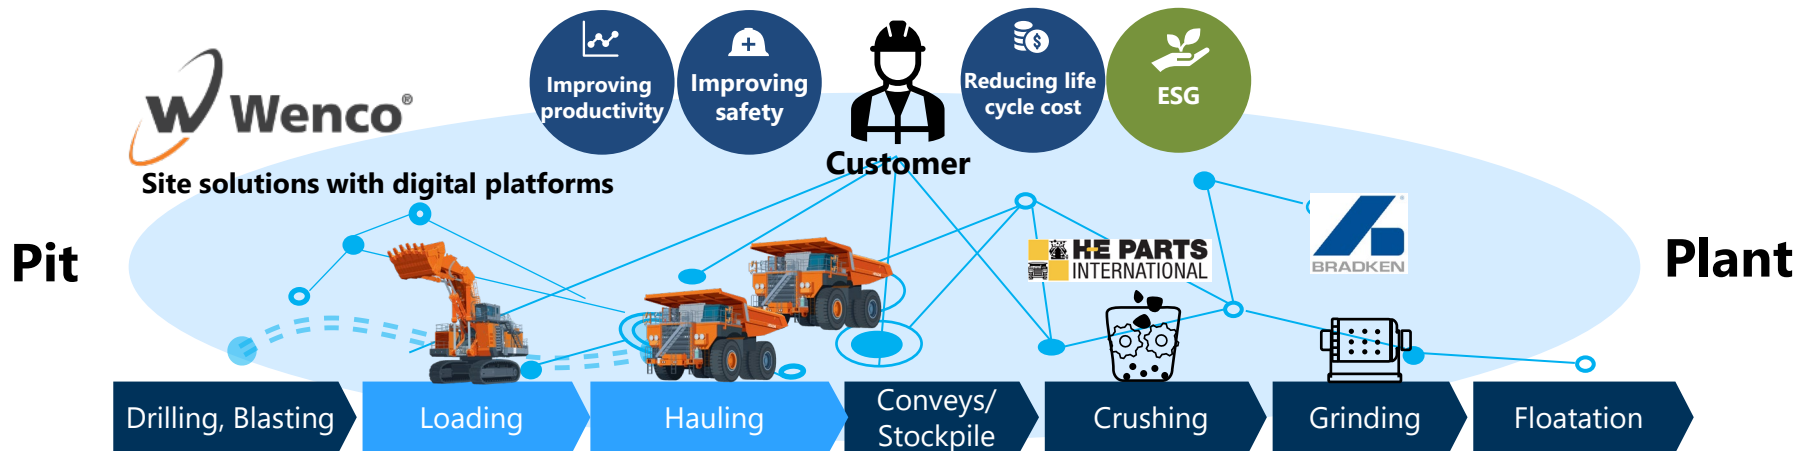 Wenco®
Site solutions with digital platforms
Improving
productivity
Improving
safety
Customer
Reducing life
cycle cost
ESG
Pit
Plant
H-E PARTS
INTERNATIONAL
BRADKEN
Drilling, Blasting
Loading
Hauling
Conveys/
Stockpile
Crushing
Grinding
Floatation